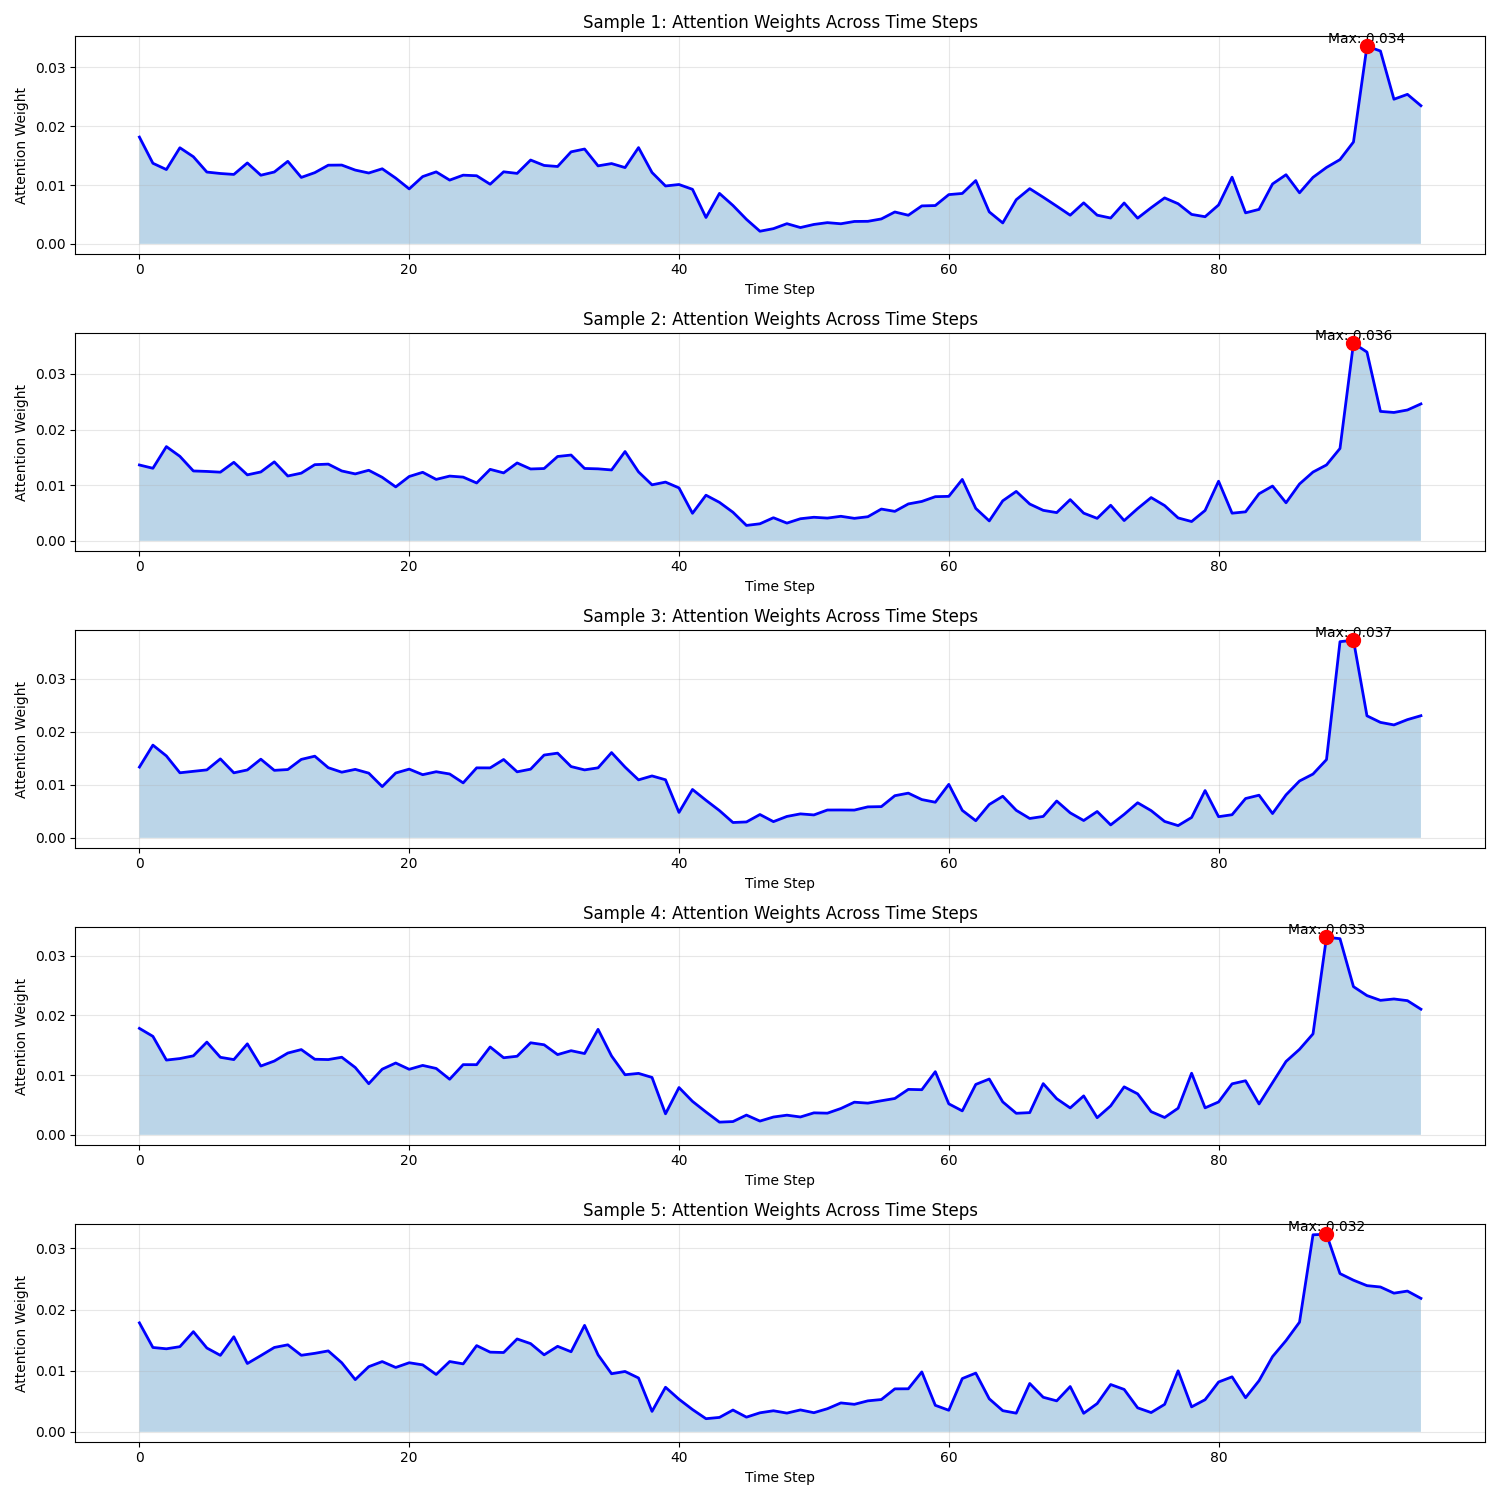 Sample 1: Attention Weights Across Time Steps
Max: 0.034
0.03
0.02
0.01
0.00
Attention Weight
0 20 40 60 80
Time Step
Sample 2: Attention Weights Across Time Steps
Max: 0.036
0.03
0.02
0.01
0.00
Attention Weight
0 20 40 60 80
Time Step
Sample 3: Attention Weights Across Time Steps
Max: 0.037
0.03
0.02
0.01
0.00
Attention Weight
0 20 40 60 80
Time Step
Sample 4: Attention Weights Across Time Steps
Max: 0.033
0.03
0.02
0.01
0.00
Attention Weight
0 20 40 60 80
Time Step
Sample 5: Attention Weights Across Time Steps
Max: 0.032
0.03
0.02
0.01
0.00
Attention Weight
0 20 40 60 80
Time Step